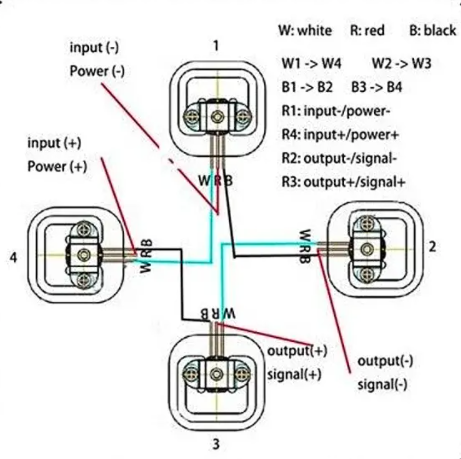 W: white R: red B: black
W1 -> W4 W2 -> W3
B1 -> B2 B3 -> B4
R1: input-/power-
R4: input+/power+
R2: output-/signal-
R3: output+/signal+
input (-)
Power (-)
1
W R B
input (+)
Power (+)
4
W R B
2
W R B
B R W
3
output(+)
signal(+)
output(-)
signal(-)